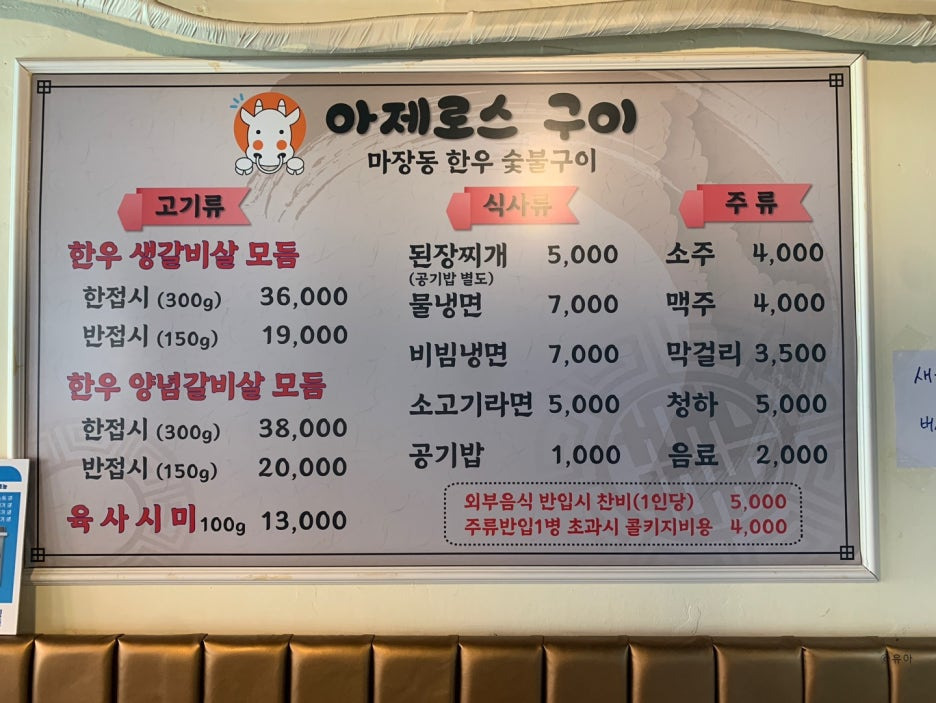 아제로스 구이
마장동 한우 숯불구이
고기류
한우 생갈비살 모듬
한접시 (300g) 36,000
반접시 (150g) 19,000
한우 양념갈비살 모듬
한접시 (300g) 38,000
반접시 (150g) 20,000
육사시미 100g 13,000
식사류
된장찌개 5,000
(공기밥 별도)
물냉면 7,000
비빔냉면 7,000
소고기라면 5,000
공기밥 1,000
주류
소주 4,000
맥주 4,000
막걸리 3,500
청하 5,000
음료 2,000
외부음식 반입시 찬비(1인당) 5,000
주류반입1병 초과시 콜키지비용 4,000
새
버